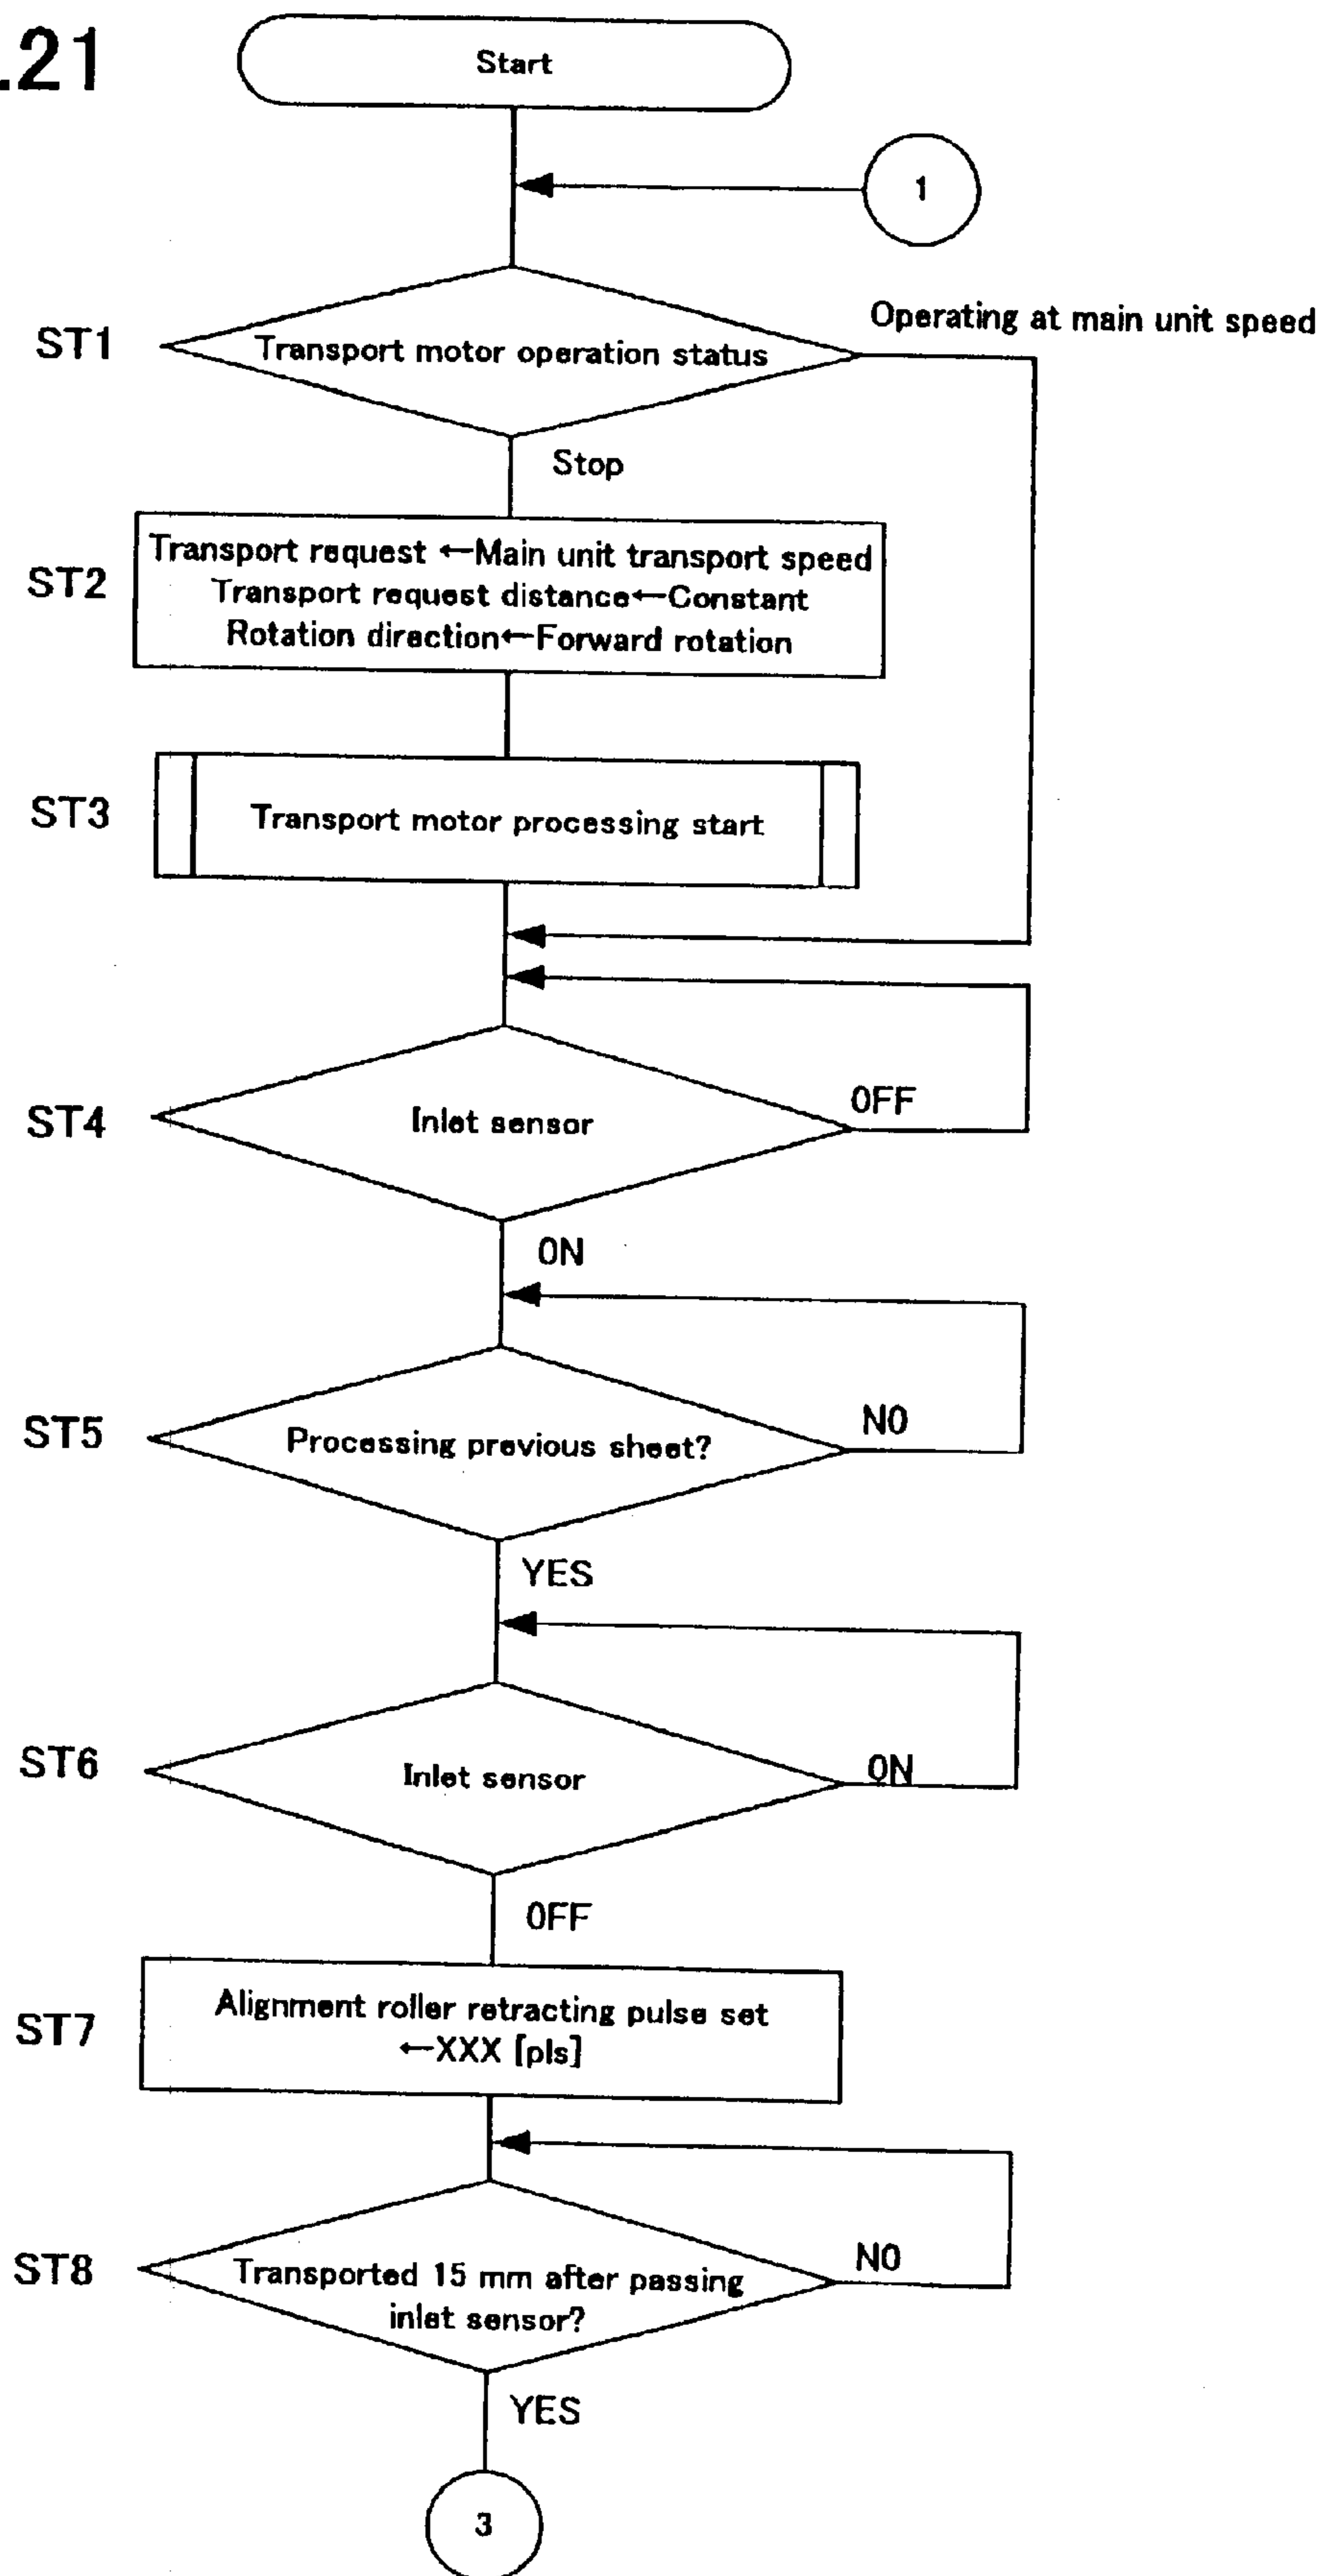 .21
Start
1
Operating at main unit speed
ST1
Transport motor operation status
Stop
ST2
Transport request ←Main unit transport speed
Transport request distance←Constant
Rotation direction←Forward rotation
ST3
Transport motor processing start
ST4
Inlet sensor
OFF
ON
ST5
Processing previous sheet?
NO
YES
ST6
Inlet sensor
ON
OFF
ST7
Alignment roller retracting pulse set
←XXX [pls]
ST8
Transported 15 mm after passing
inlet sensor?
NO
YES
3